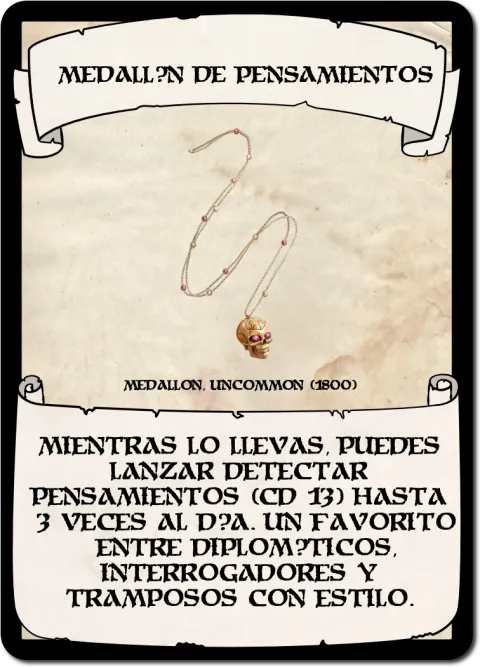 MEDALL?N DE PENSAMIENTOS
MEDALLON, UNCOMMON (1800)
MIENTRAS LO LLEVAS, PUEDES
LANZAR DETECTAR
PENSAMIENTOS (CD 13) HASTA
3 VECES AL D?A. UN FAVORITO
ENTRE DIPLOM?TICOS,
INTERROGADORES Y
TRAMPOSOS CON ESTILO.